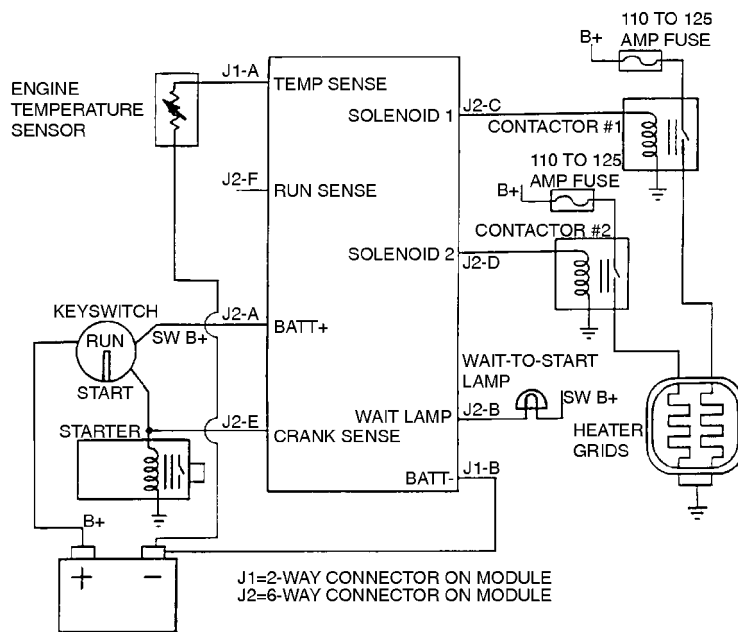 110 TO 125
AMP FUSE
B+
J1-A
ENGINE
TEMPERATURE
SENSOR
TEMP SENSE
SOLENOID 1
J2-C
CONTACTOR #1
110 TO 125
AMP FUSE
B+
J2-F
RUN SENSE
CONTACTOR #2
SOLENOID 2
J2-D
KEYSWITCH
RUN
START
J2-A
SW B+
BATT+
WAIT-TO-START
LAMP
SW B+
WAIT LAMP
J2-B
HEATER
GRIDS
STARTER
J2-E
CRANK SENSE
BATT-
J1-B
B+
+
-
J1=2-WAY CONNECTOR ON MODULE
J2=6-WAY CONNECTOR ON MODULE